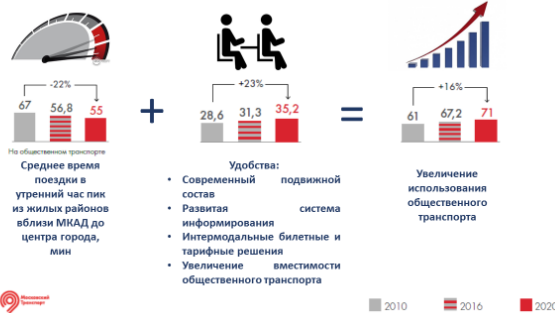 -22%
67 56,8 55
На общественном транспорте
Среднее время
поездки в
утренний час пик
из жилых районов
вблизи МКАД до
центра города,
мин
+
+23%
28,6 31,3 35,2
Удобства:
• Современный подвижной
состав
• Развитая система
информирования
• Интермодальные билетные и
тарифные решения
• Увеличение вместимости
общественного транспорта
=
+16%
61 67,2 71
Увеличение
использования
общественного
транспорта
Московский
Транспорт
2010 2016 2020